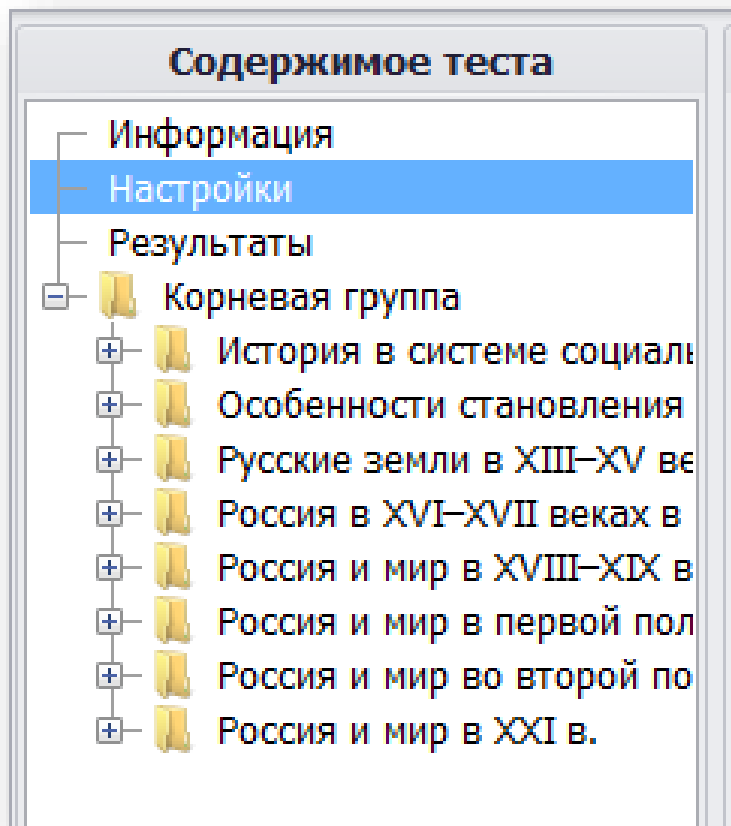 Содержимое теста
Информация
Настройки
Результаты
Корневая группа
История в системе социаль
Особенности становления
Русские земли в XIII–XV ве
Россия в XVI–XVII веках в
Россия и мир в XVIII–XIX в
Россия и мир в первой пол
Россия и мир во второй по
Россия и мир в XXI в.